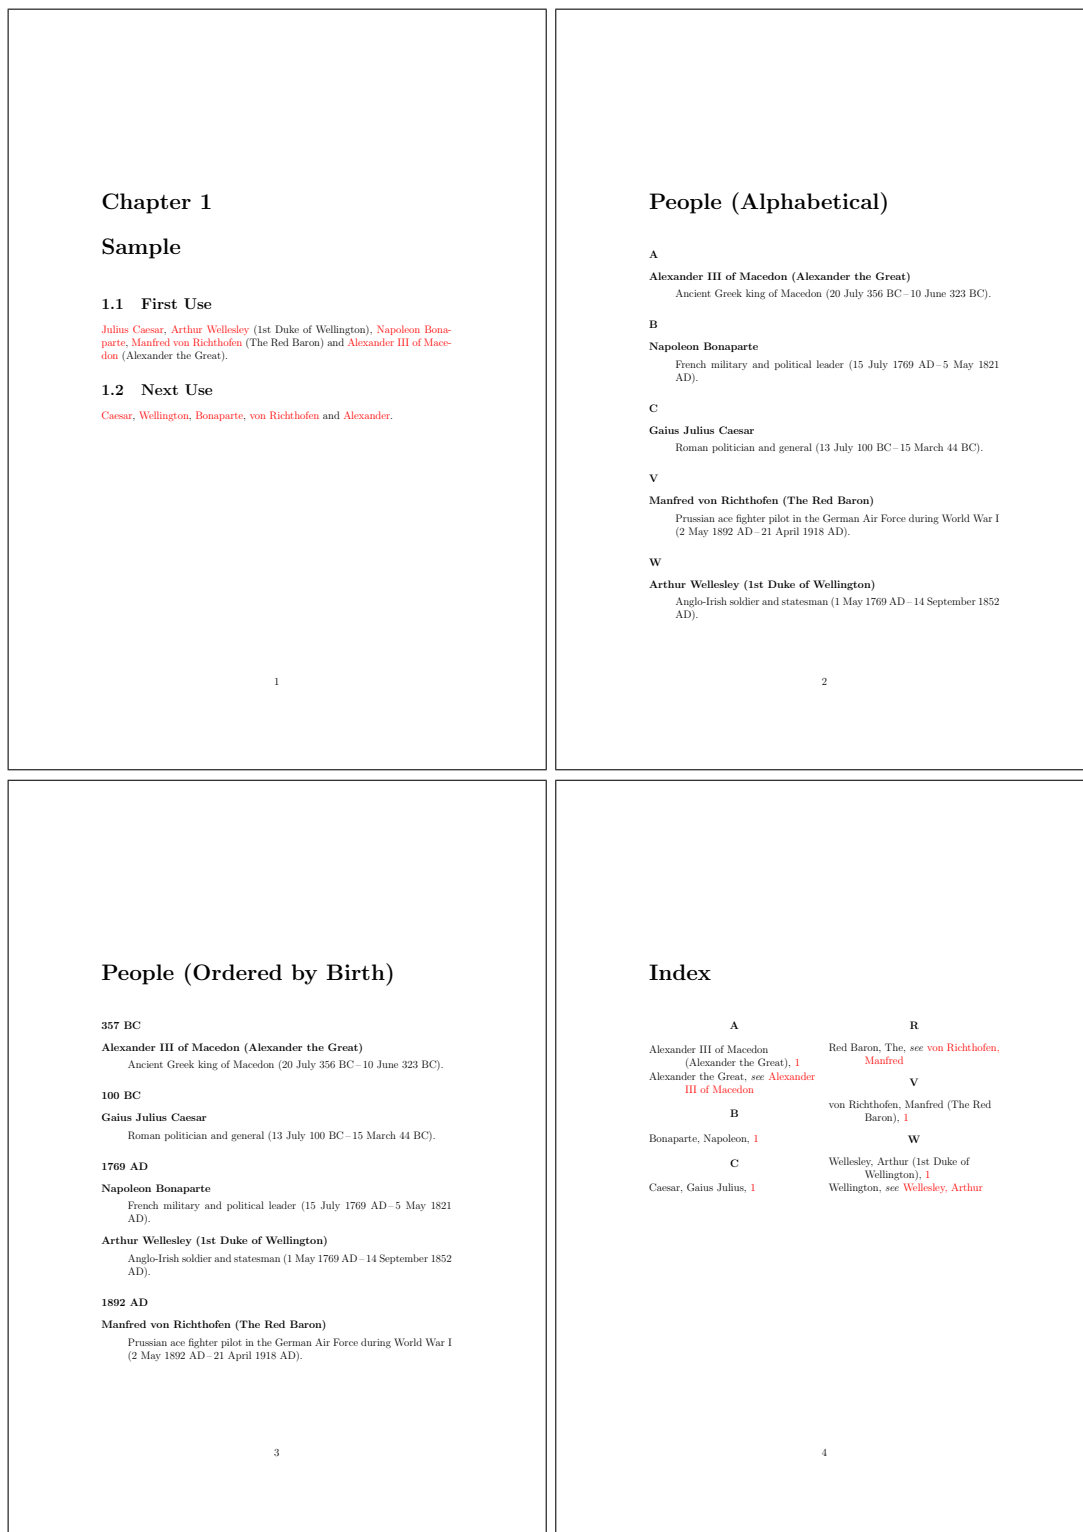 Chapter 1
Sample
1.1 First Use
Julius Caesar, Arthur Wellesley (1st Duke of Wellington), Napoleon Bona-
parte, Manfred von Richthofen (The Red Baron) and Alexander III of Mace-
don (Alexander the Great).
1.2 Next Use
Caesar, Wellington, Bonaparte, von Richthofen and Alexander.
1
People (Alphabetical)
A
Alexander III of Macedon (Alexander the Great)
Ancient Greek king of Macedon (20 July 356 BC – 10 June 323 BC).
B
Napoleon Bonaparte
French military and political leader (15 July 1769 AD – 5 May 1821
AD).
C
Gaius Julius Caesar
Roman politician and general (13 July 100 BC – 15 March 44 BC).
V
Manfred von Richthofen (The Red Baron)
Prussian ace fighter pilot in the German Air Force during World War I
(2 May 1892 AD – 21 April 1918 AD).
W
Arthur Wellesley (1st Duke of Wellington)
Anglo-Irish soldier and statesman (1 May 1769 AD – 14 September 1852
AD).
2
People (Ordered by Birth)
357 BC
Alexander III of Macedon (Alexander the Great)
Ancient Greek king of Macedon (20 July 356 BC – 10 June 323 BC).
100 BC
Gaius Julius Caesar
Roman politician and general (13 July 100 BC – 15 March 44 BC).
1769 AD
Napoleon Bonaparte
French military and political leader (15 July 1769 AD – 5 May 1821
AD).
Arthur Wellesley (1st Duke of Wellington)
Anglo-Irish soldier and statesman (1 May 1769 AD – 14 September 1852
AD).
1892 AD
Manfred von Richthofen (The Red Baron)
Prussian ace fighter pilot in the German Air Force during World War I
(2 May 1892 AD – 21 April 1918 AD).
3
Index
A
Alexander III of Macedon
(Alexander the Great), 1
Alexander the Great, see Alexander
III of Macedon
B
Bonaparte, Napoleon, 1
C
Caesar, Gaius Julius, 1
R
Red Baron, The, see von Richthofen,
Manfred
V
von Richthofen, Manfred (The Red
Baron), 1
W
Wellesley, Arthur (1st Duke of
Wellington), 1
Wellington, see Wellesley, Arthur
4